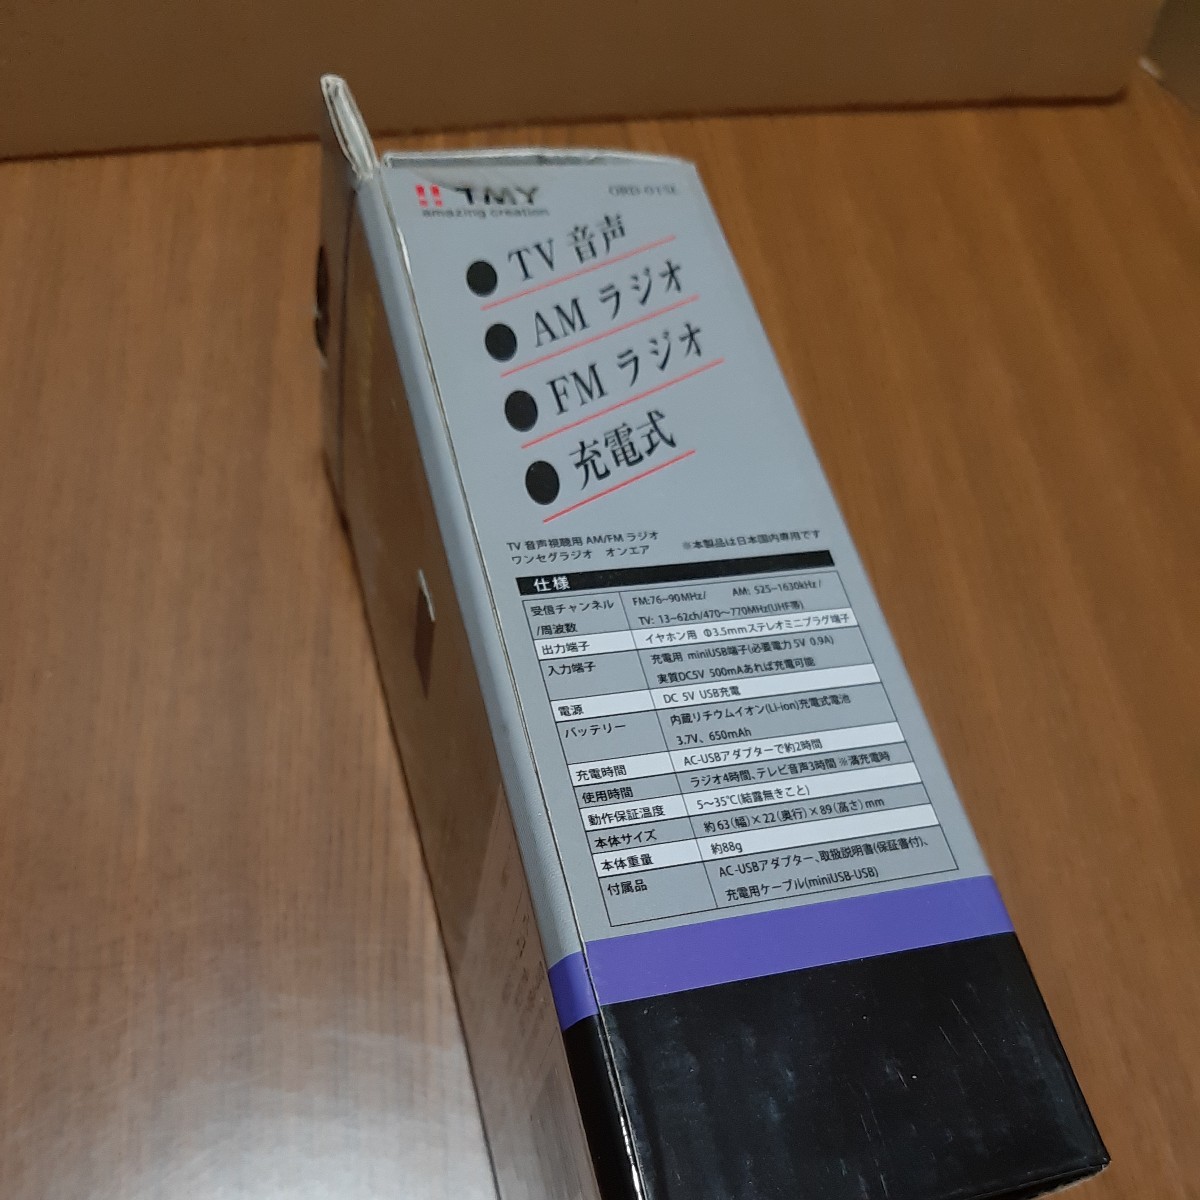 TMY
amazing creation
● TV 音声
● AM ラジオ
● FM ラジオ
● 充電式
TV 音声視聴用 AM/FM ラジオ
ワンセグラジオ オンエア
※本製品は日本国内専用です
仕様
受信チャンネル/周波数 FM:76~90MHz/ AM: 525~1630kHz/
TV: 13~62ch/470~770MHz(UHF帯)
出力端子 イヤホン用 Φ3.5mmステレオミニプラグ端子
入力端子 充電用 miniUSB端子(必要電力 5V 0.9A)
実質DC5V 500mAあれば充電可能
電源 DC 5V USB充電
バッテリー 内蔵リチウムイオン(Li-ion)充電式電池
3.7V、650mAh
充電時間 AC-USBアダプターで約2時間
使用時間 ラジオ4時間、テレビ音声3時間 ※満充電時
動作保証温度 5~35℃(結露無きこと)
本体サイズ 約63(幅)×22(奥行)×89(高さ)mm
本体重量 約88g
付属品 AC-USBアダプター、取扱説明書(保証書付)、
充電用ケーブル(miniUSB-USB)